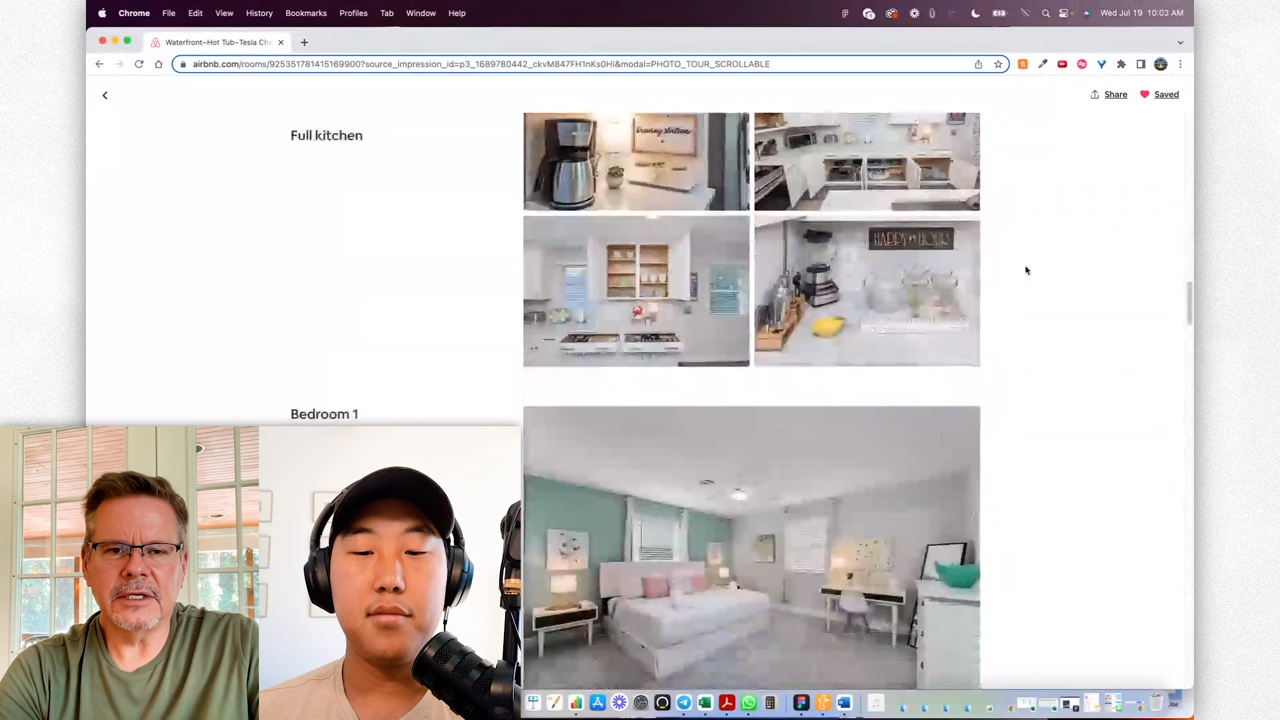 Chrome File Edit View History Bookmarks Profiles Tab Window Help
Wed Jul 19 10:03 AM
Waterfront-Hot Tub-Tesla Cha
airbnb.com/rooms/925351781415169900?source_impression_id=p3_1689780442_ckvM847FH1nKs0Hi&modal=PHOTO_TOUR_SCROLLABLE
Share Saved
Full kitchen
HAPPY HOUR
Bedroom 1